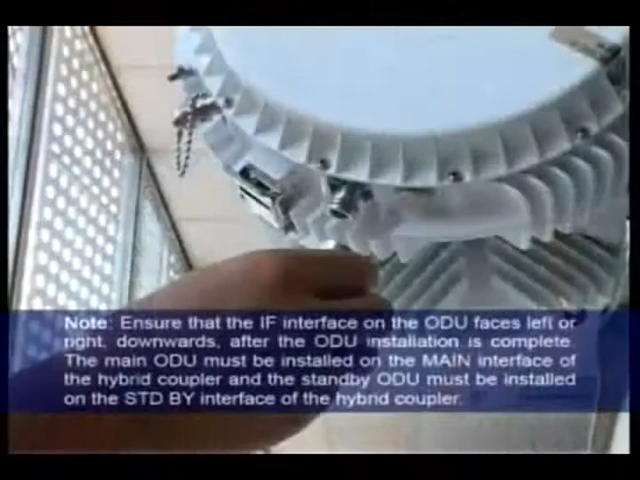 Note: Ensure that the IF interface on the ODU faces left or
right, downwards, after the ODU installation is complete.
The main ODU must be installed on the MAIN interface of
the hybrid coupler and the standby ODU must be installed
on the STD BY interface of the hybrid coupler.